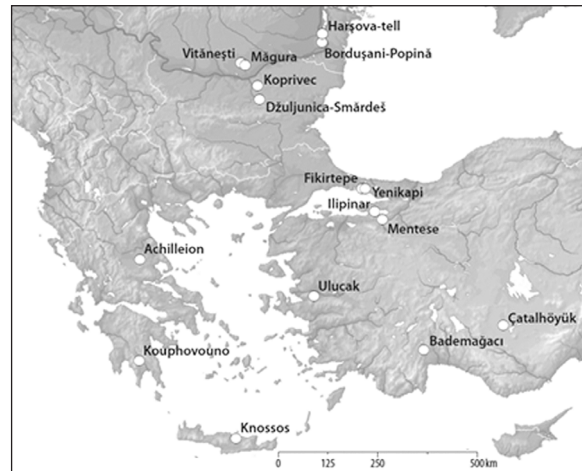 Harşova-tell
Vităneşti
Măgura
Borduşani-Popină
Koprivec
Džuljunica-Smărdeš
Fikirtepe
Yenikapi
Ilipinar
Mentese
Achilleion
Ulucak
Çatalhöyük
Bademağacı
Kouphovouno
Knossos
0 125 250 500 km